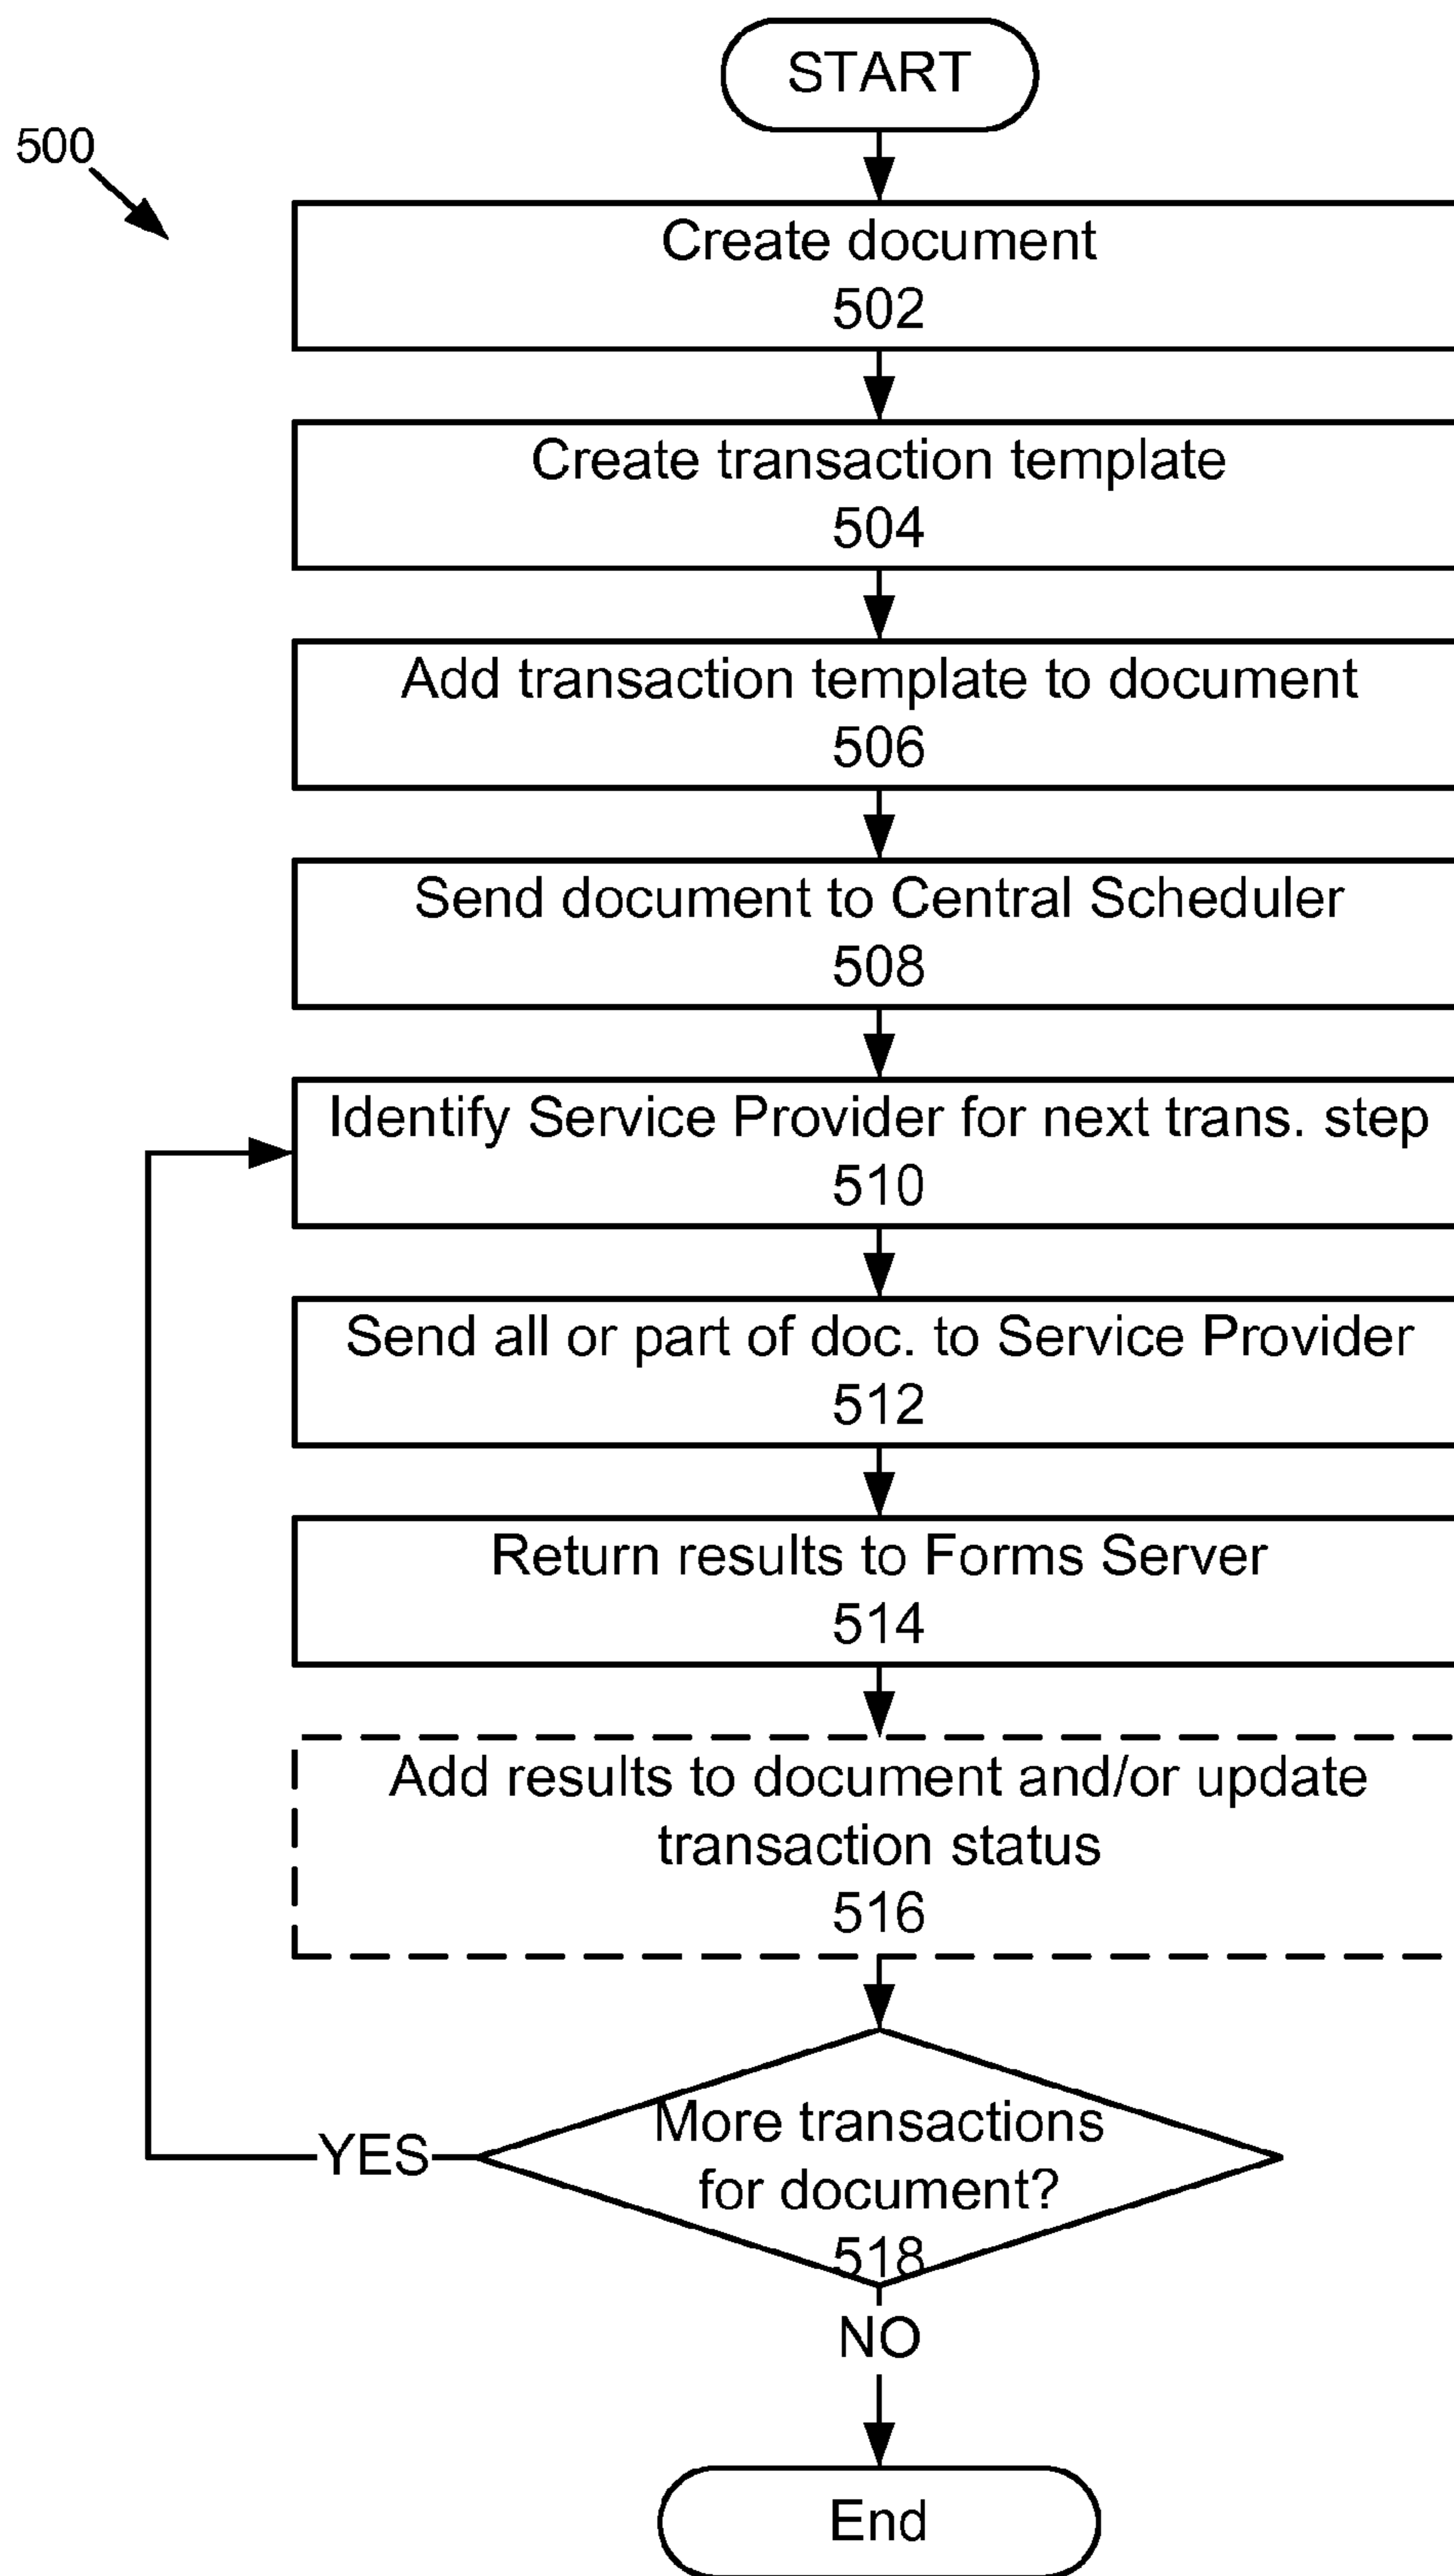 START
500
Create document
502
Create transaction template
504
Add transaction template to document
506
Send document to Central Scheduler
508
Identify Service Provider for next trans. step
510
Send all or part of doc. to Service Provider
512
Return results to Forms Server
514
Add results to document and/or update
transaction status
516
More transactions
for document?
518
YES
NO
End